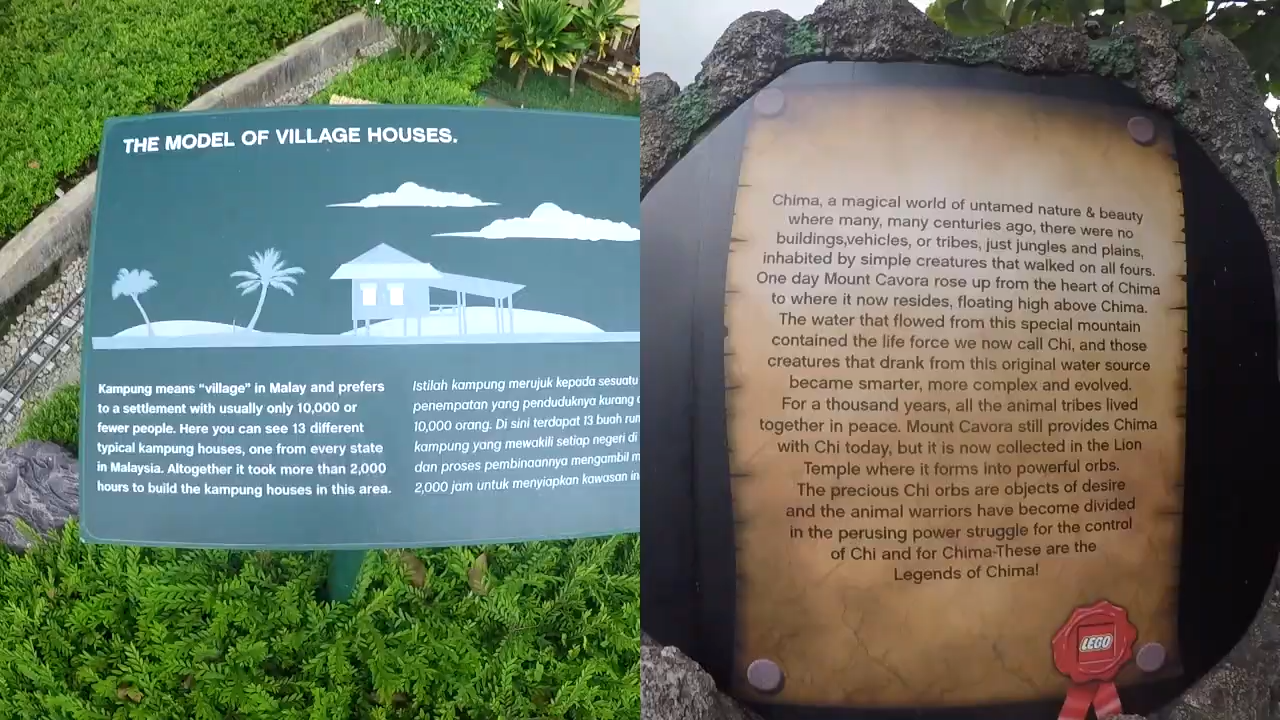 THE MODEL OF VILLAGE HOUSES.
Kampung means “village” in Malay and prefers
to a settlement with usually only 10,000 or
fewer people. Here you can see 13 different
typical kampung houses, one from every state
in Malaysia. Altogether it took more than 2,000
hours to build the kampung houses in this area.
Istilah kampung merujuk kepada sesuatu
penempatan yang penduduknya kurang
10,000 orang. Di sini terdapat 13 buah
kampung yang mewakili setiap negeri di
dan proses pembinaannya mengambil
2,000 jam untuk menyiapkan kawasan
Chima, a magical world of untamed nature & beauty
where many, many centuries ago, there were no
buildings,vehicles, or tribes, just jungles and plains,
inhabited by simple creatures that walked on all fours.
One day Mount Cavora rose up from the heart of Chima
to where it now resides, floating high above Chima.
The water that flowed from this special mountain
contained the life force we now call Chi, and those
creatures that drank from this original water source
became smarter, more complex and evolved.
For a thousand years, all the animal tribes lived
together in peace. Mount Cavora still provides Chima
with Chi today, but it is now collected in the Lion
Temple where it forms into powerful orbs.
The precious Chi orbs are objects of desire
and the animal warriors have become divided
in the perusing power struggle for the control
of Chi and for Chima-These are the
Legends of Chima!
LEGO